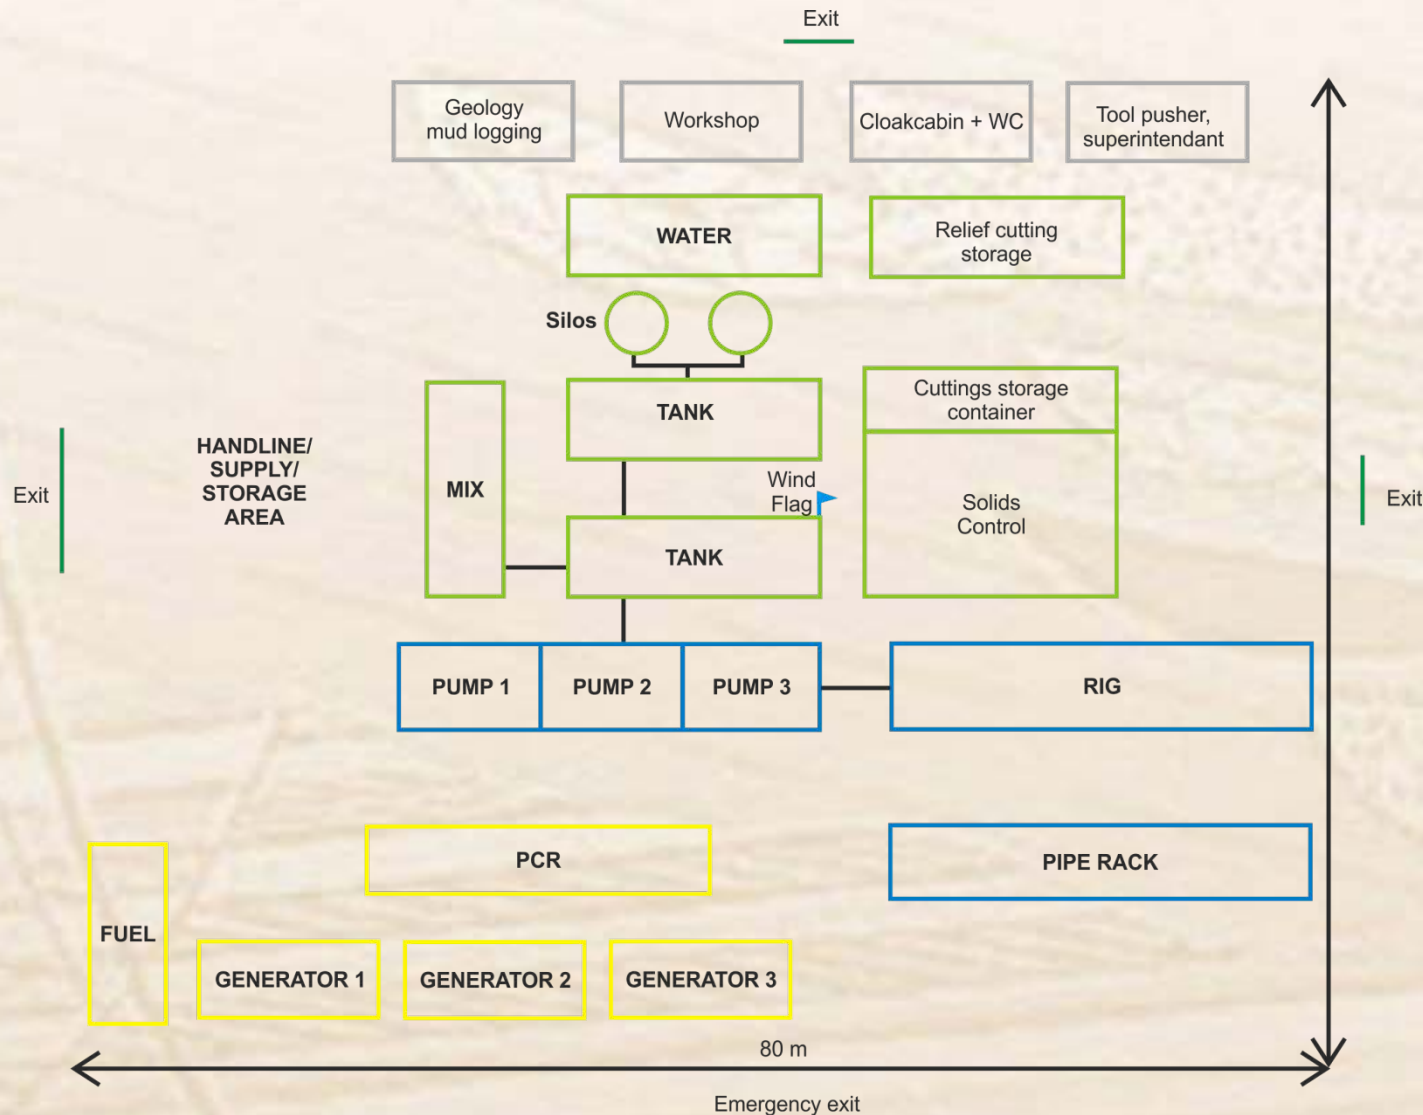 Exit
Geology
mud logging
Workshop
Cloakcabin + WC
Tool pusher,
superintendant
WATER
Relief cutting
storage
Silos
Cuttings storage
container
TANK
HANDLINE/
SUPPLY/
STORAGE
AREA
MIX
Wind
Flag
Solids
Control
Exit
Exit
TANK
PUMP 1
PUMP 2
PUMP 3
RIG
PCR
PIPE RACK
FUEL
GENERATOR 1
GENERATOR 2
GENERATOR 3
80 m
Emergency exit